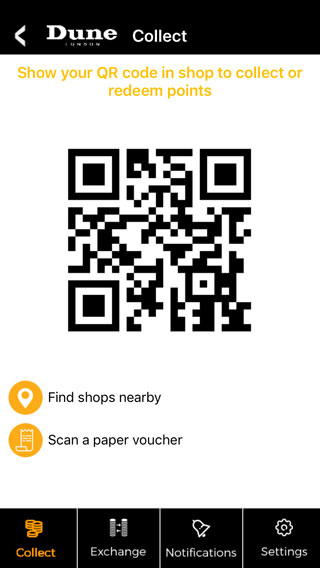 Dune
LONDON
Collect
Show your QR code in shop to collect or
redeem points
Find shops nearby
Scan a paper voucher
Collect
Exchange
Notifications
Settings